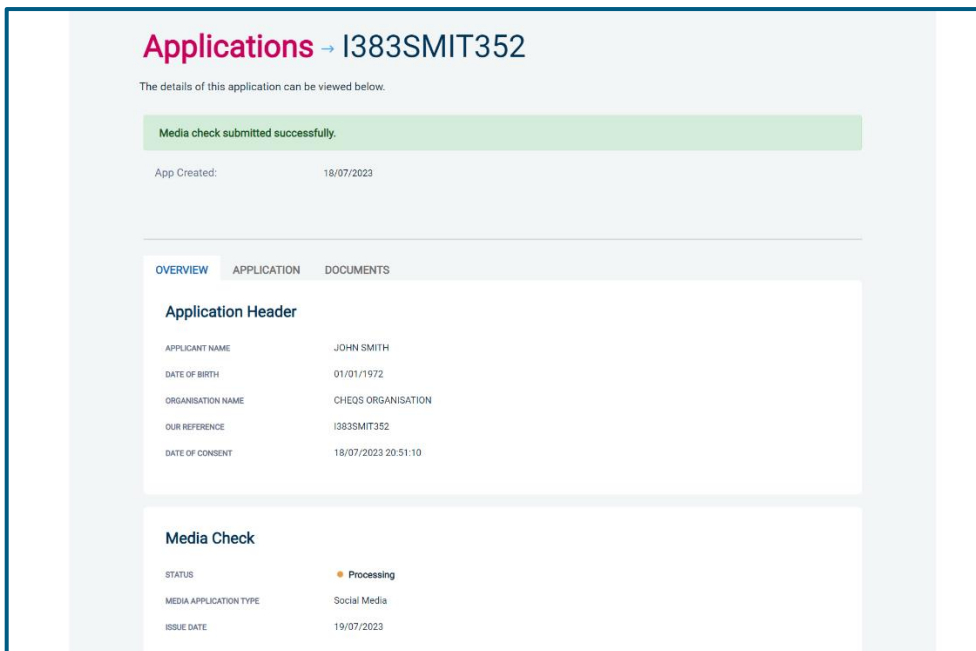 Applications → I383SMIT352
The details of this application can be viewed below.
Media check submitted successfully.
App Created: 18/07/2023
OVERVIEW APPLICATION DOCUMENTS
Application Header
APPLICANT NAME JOHN SMITH
DATE OF BIRTH 01/01/1972
ORGANISATION NAME CHEQS ORGANISATION
OUR REFERENCE I383SMIT352
DATE OF CONSENT 18/07/2023 20:51:10
Media Check
STATUS Processing
MEDIA APPLICATION TYPE Social Media
ISSUE DATE 19/07/2023